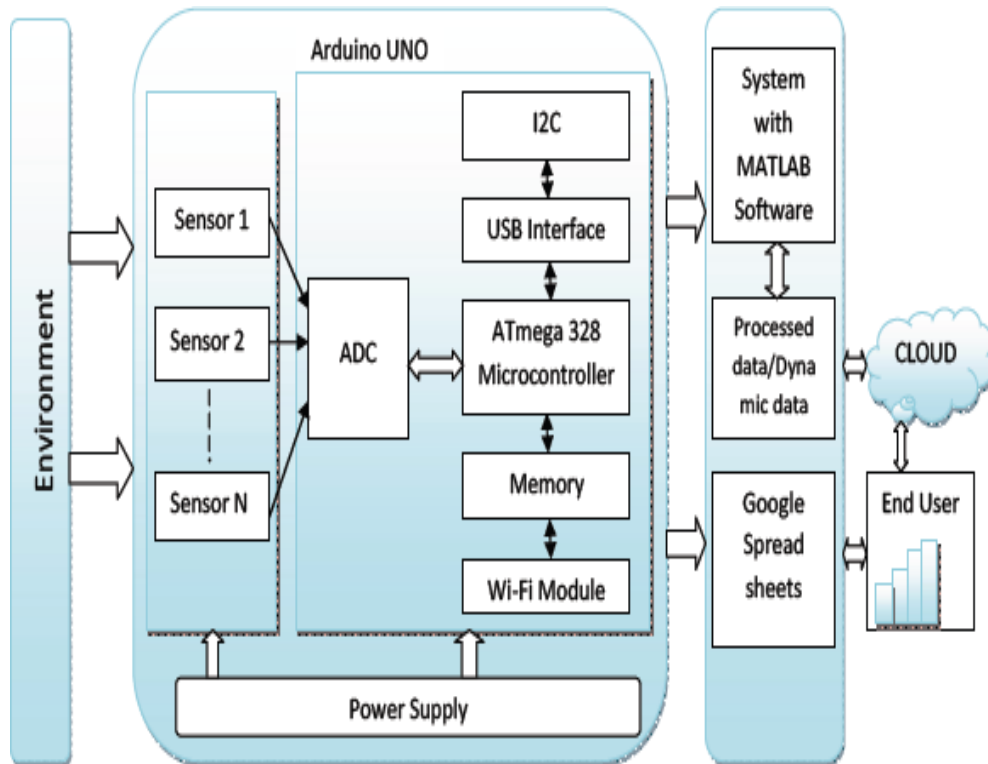 Environment
Arduino UNO
Sensor 1
Sensor 2
Sensor N
ADC
I2C
USB Interface
ATmega 328
Microcontroller
Memory
Wi-Fi Module
Power Supply
System
with
MATLAB
Software
Processed
data/Dyna
mic data
Google
Spread
sheets
CLOUD
End User